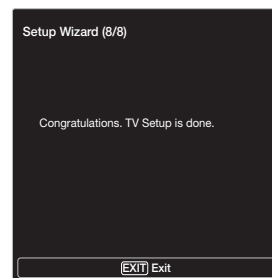 Setup Wizard (8/8)
Congratulations. TV Setup is done.
EXIT Exit